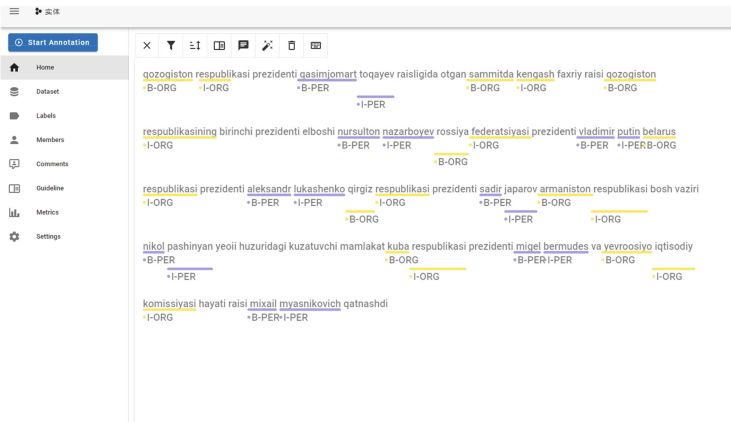 实体
Start Annotation
Home
Dataset
Labels
Members
Comments
Guideline
Metrics
Settings
qozogiston respublikasi prezidenti qasimjomart toqayev raisligida otgan sammitda kengash faxriy raisi qozogiston
B-ORG I-ORG B-PER B-ORG I-ORG B-ORG
I-PER
respublikasining birinchi prezidenti elboshi nursulton nazarboyev rossiya federatsiyasi prezidenti vladimir putin belarus
I-ORG B-PER I-PER I-ORG B-PER I-PER B-ORG
B-ORG
respublikasi prezidenti aleksandr lukashenko qirgiz respublikasi prezidenti sadir japarov armaniston respublikasi bosh vaziri
I-ORG B-PER I-PER I-ORG B-PER B-ORG
B-ORG I-PER I-ORG
nikol pashinyan yeoii huzuridagi kuzatuvchi mamlakat kuba respublikasi prezidenti migel bermudes va yevroosiyo iqtisodiy
B-PER B-ORG B-PER I-PER B-ORG
I-PER I-ORG I-ORG
komissiyasi hayati raisi mixail myasnikovich qatnashdi
I-ORG B-PER I-PER